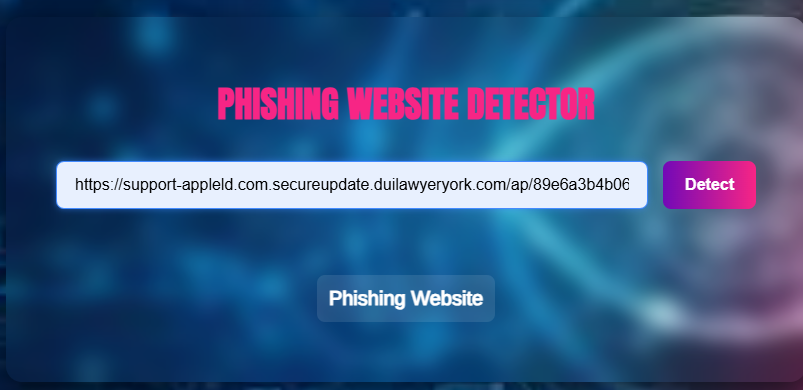 PHISHING WEBSITE DETECTOR
https://support-appleld.com.secureupdate.duilawyeryork.com/ap/89e6a3b4b06
Detect
Phishing Website